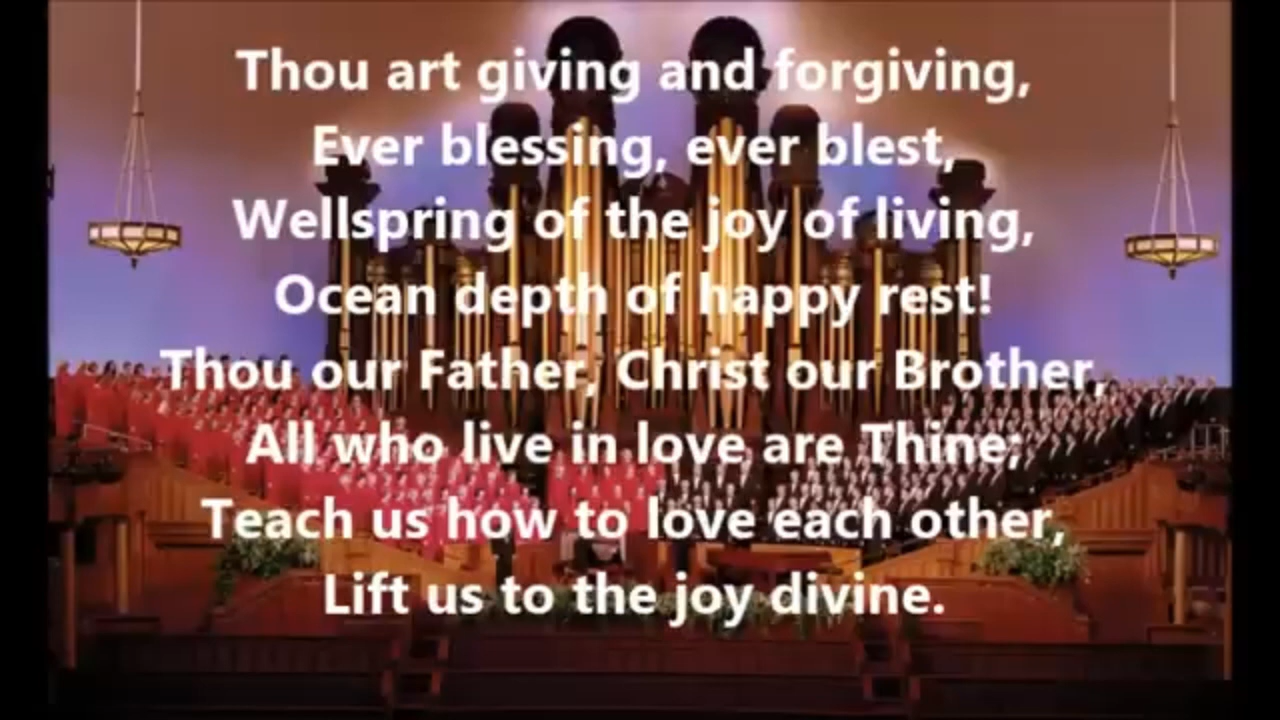 Thou art giving and forgiving,
Ever blessing, ever blest,
Wellspring of the joy of living,
Ocean depth of happy rest!
Thou our Father, Christ our Brother,
All who live in love are Thine;
Teach us how to love each other,
Lift us to the joy divine.